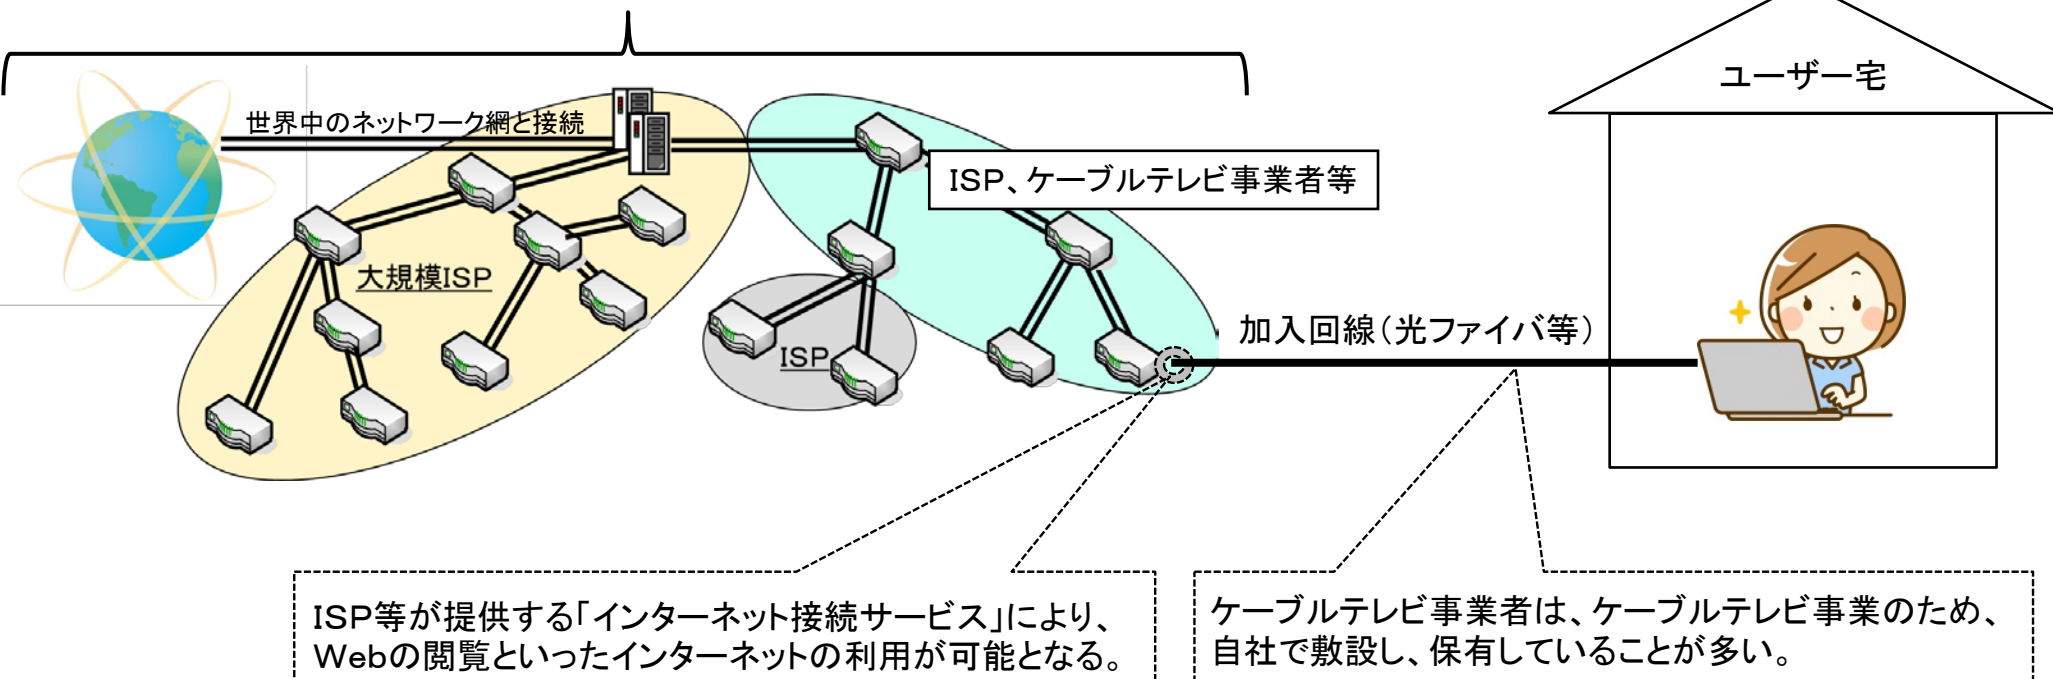 ユーザー宅
世界中のネットワーク網と接続
ISP、ケーブルテレビ事業者等
大規模ISP
加入回線(光ファイバ等)
ISP
ISP等が提供する「インターネット接続サービス」により、
Webの閲覧といったインターネットの利用が可能となる。
ケーブルテレビ事業者は、ケーブルテレビ事業のため、
自社で敷設し、保有していることが多い。